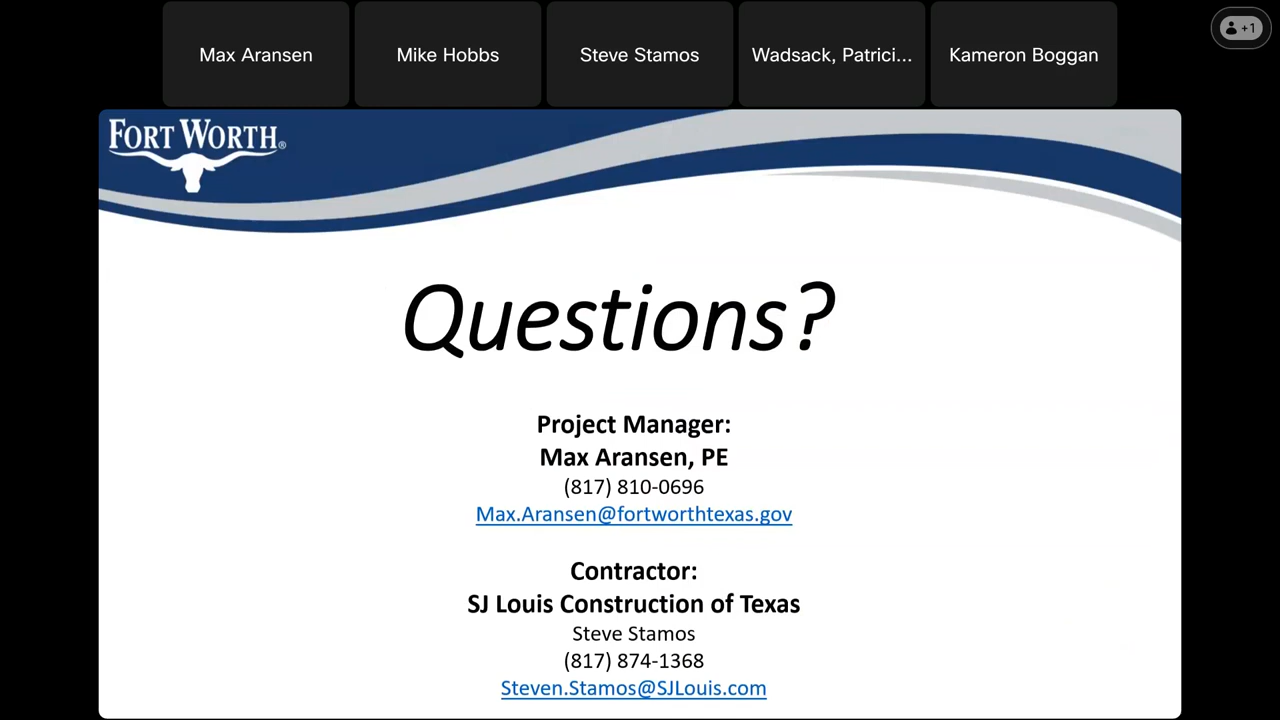 Max Aransen
Mike Hobbs
Steve Stamos
Wadsack, Patrici...
Kameron Boggan
+1
FORT WORTH®
Questions?
Project Manager:
Max Aransen, PE
(817) 810-0696
Max.Aransen@fortworthtexas.gov
Contractor:
SJ Louis Construction of Texas
Steve Stamos
(817) 874-1368
Steven.Stamos@SJLouis.com